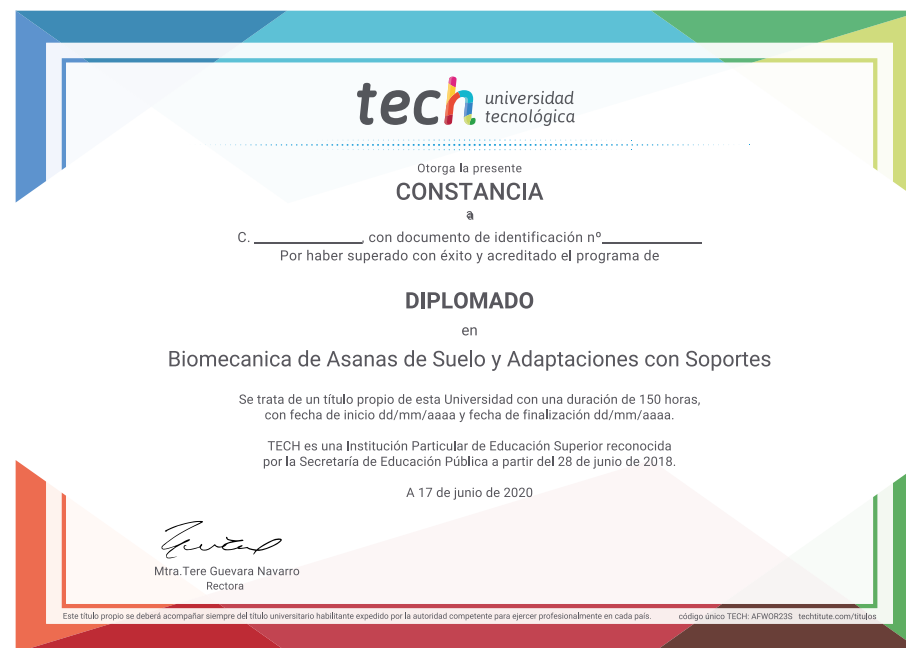 tech universidad
tecnológica
Otorga la presente
CONSTANCIA
a
C. ____________, con documento de identificación nº____________
Por haber superado con éxito y acreditado el programa de
DIPLOMADO
en
Biomecanica de Asanas de Suelo y Adaptaciones con Soportes
Se trata de un título propio de esta Universidad con una duración de 150 horas,
con fecha de inicio dd/mm/aaaa y fecha de finalización dd/mm/aaaa.
TECH es una Institución Particular de Educación Superior reconocida
por la Secretaría de Educación Pública a partir del 28 de junio de 2018.
A 17 de junio de 2020
Mtra.Tere Guevara Navarro
Rectora
Este título propio se deberá acompañar siempre del título universitario habilitante expedido por la autoridad competente para ejercer profesionalmente en cada país. código único TECH: AFWOR23S techtitute.com/titulos